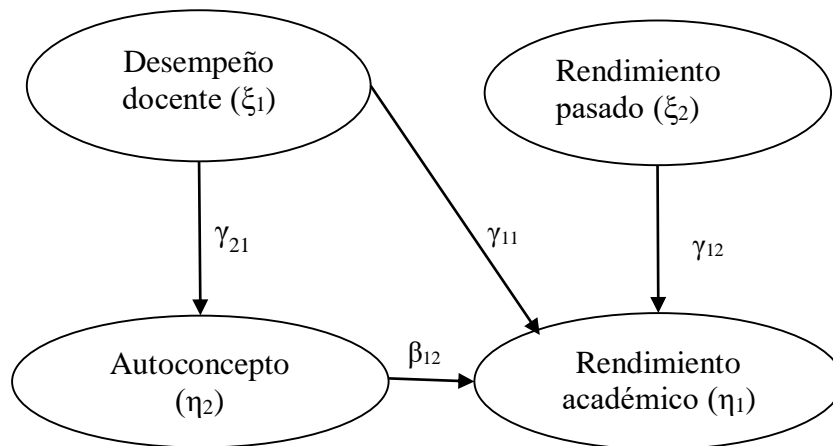 Desempeño
docente (ξ₁)
Rendimiento
pasado (ξ₂)
γ₂₁
γ₁₁
γ₁₂
Autoconcepto
(η₂)
β₁₂
Rendimiento
académico (η₁)